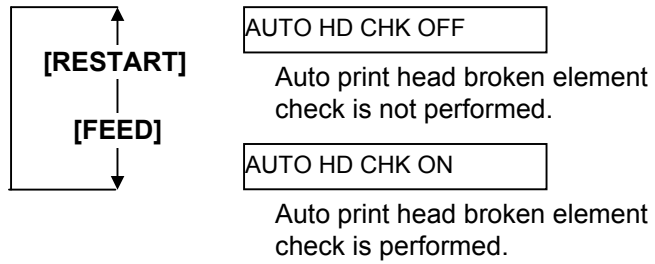 AUTO HD CHK OFF
[RESTART]
Auto print head broken element
check is not performed.
[FEED]
AUTO HD CHK ON
Auto print head broken element
check is performed.